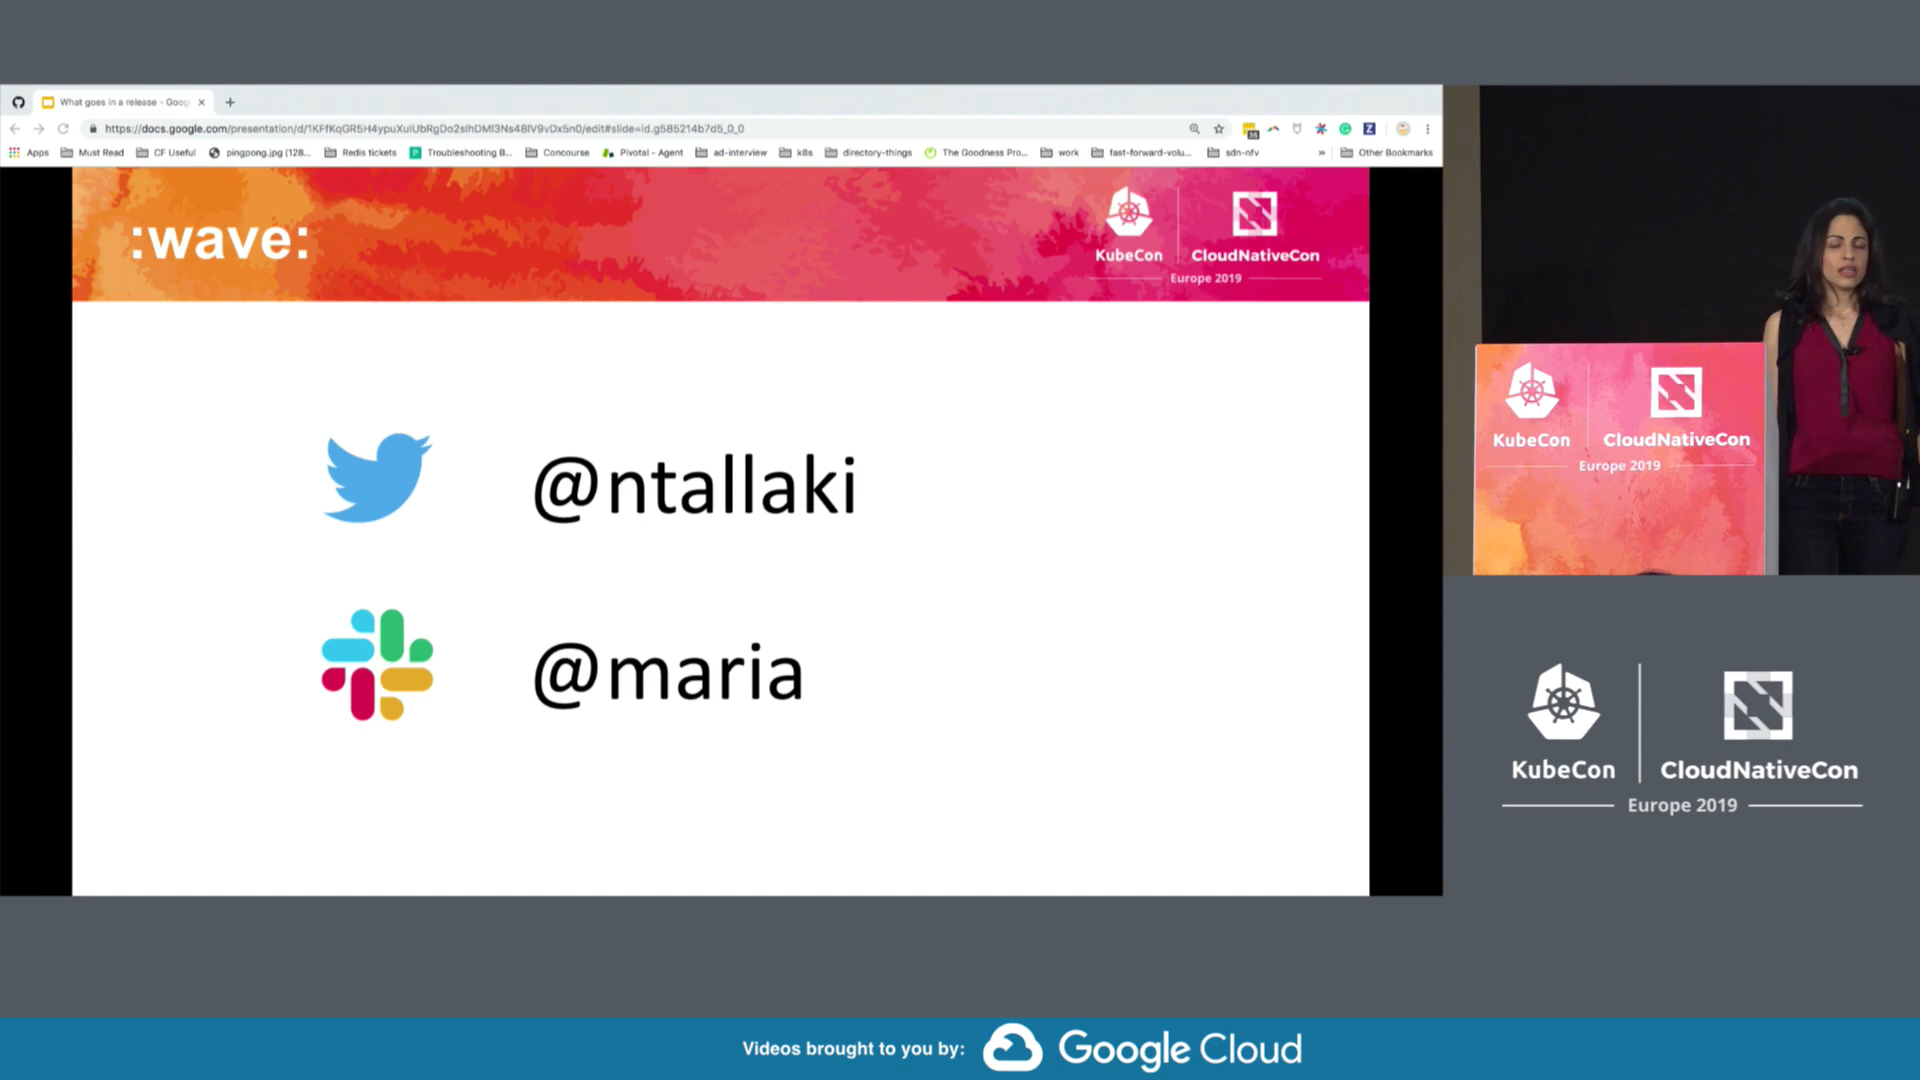 What goes in a release - Goog
https://docs.google.com/presentation/d/1KFfKqGR5H4ypuXuIUbRgDo2slhDMI3Ns48IV9vDx5n0/edit#slide=id.g585214b7d5_0_0
Apps Must Read CF Useful pingpong.jpg (128... Redis tickets Troubleshooting B... Concourse Pivotal - Agent ad-interview k8s directory-things The Goodness Pro... work fast-forward-volu... sdn-nfv » Other Bookmarks
:wave:
KubeCon CloudNativeCon
Europe 2019
@ntallaki
@maria
KubeCon CloudNativeCon
Europe 2019
KubeCon CloudNativeCon
Europe 2019
Videos brought to you by: Google Cloud